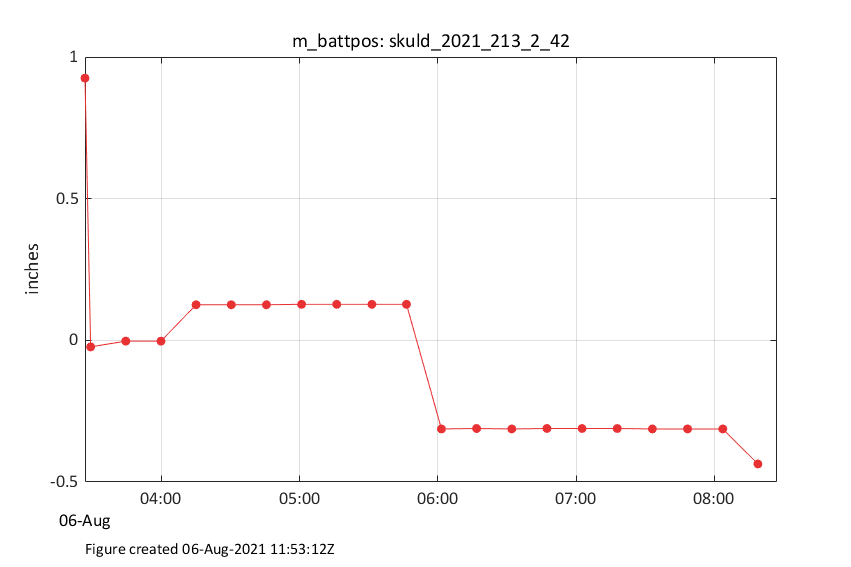 m_battpos: skuld_2021_213_2_42
1
0.5
0
-0.5
inches
04:00 05:00 06:00 07:00 08:00
06-Aug
Figure created 06-Aug-2021 11:53:12Z